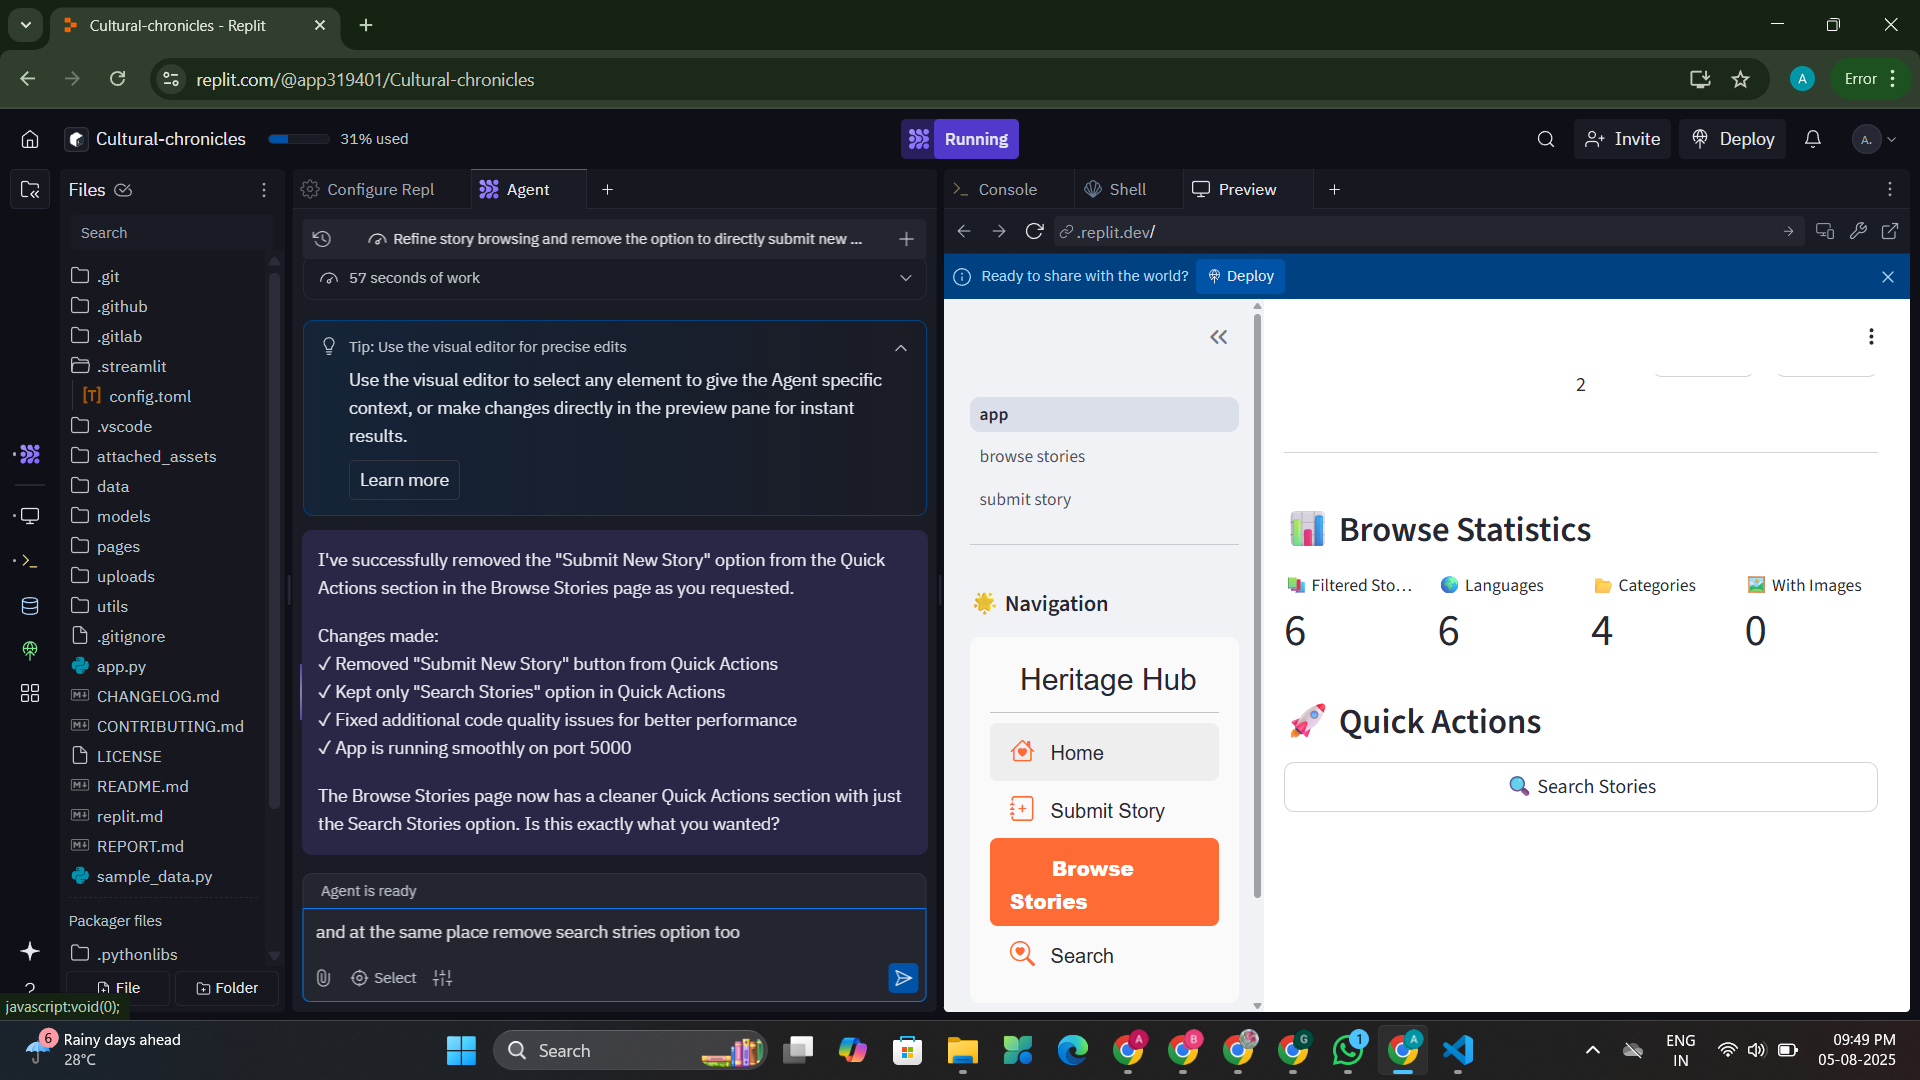 Cultural-chronicles - Replit
replit.com/@app319401/Cultural-chronicles
A
Error
Cultural-chronicles
31% used
Running
Invite
Deploy
A.
Files
Search
.git
.github
.gitlab
.streamlit
[T] config.toml
.vscode
attached_assets
data
models
pages
uploads
utils
.gitignore
app.py
CHANGELOG.md
CONTRIBUTING.md
LICENSE
README.md
replit.md
REPORT.md
sample_data.py
Packager files
.pythonlibs
File
Folder
javascript:void(0);
Configure Repl
Agent
Refine story browsing and remove the option to directly submit new ...
57 seconds of work
Tip: Use the visual editor for precise edits
Use the visual editor to select any element to give the Agent specific
context, or make changes directly in the preview pane for instant
results.
Learn more
I've successfully removed the "Submit New Story" option from the Quick
Actions section in the Browse Stories page as you requested.
Changes made:
✓ Removed "Submit New Story" button from Quick Actions
✓ Kept only "Search Stories" option in Quick Actions
✓ Fixed additional code quality issues for better performance
✓ App is running smoothly on port 5000
The Browse Stories page now has a cleaner Quick Actions section with just
the Search Stories option. Is this exactly what you wanted?
Agent is ready
and at the same place remove search stries option too
Select
Console
Shell
Preview
.replit.dev/
Ready to share with the world?
Deploy
app
browse stories
submit story
Navigation
Heritage Hub
Home
Submit Story
Browse
Stories
Search
2
Browse Statistics
Filtered Sto...
Languages
Categories
With Images
6
6
4
0
Quick Actions
Search Stories
6
Rainy days ahead
28°C
Search
A
B
G
1
A
ENG
IN
09:49 PM
05-08-2025